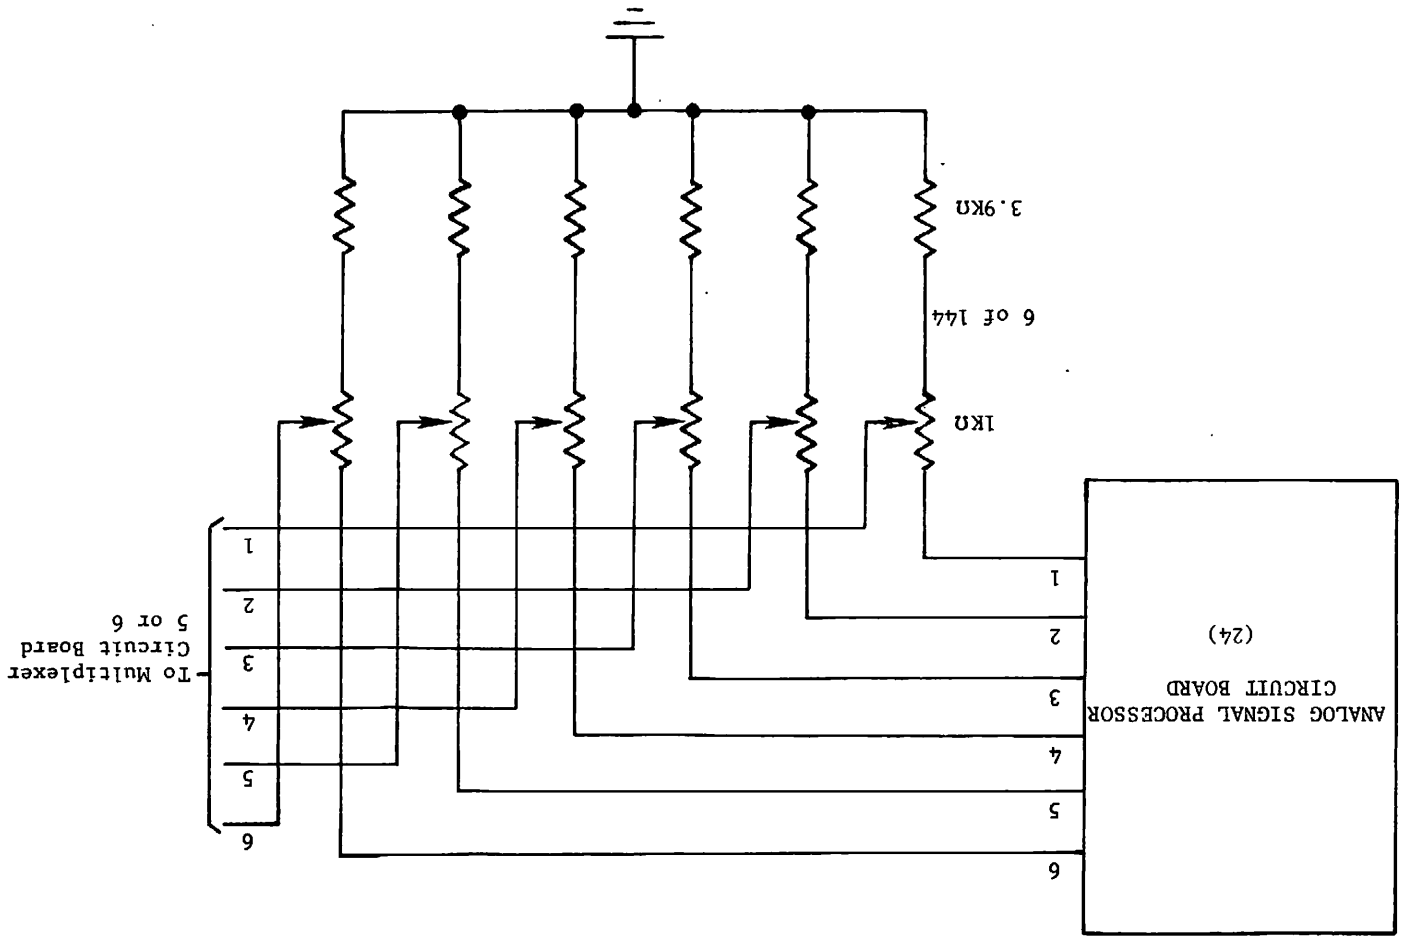 6
5
4
3
2
1
ANALOG SIGNAL PROCESSOR
CIRCUIT BOARD
(24)
6
5
4
3
2
1
To Multiplexer
Circuit Board
5 or 6
1KΩ
6 of 144
3.9KΩ